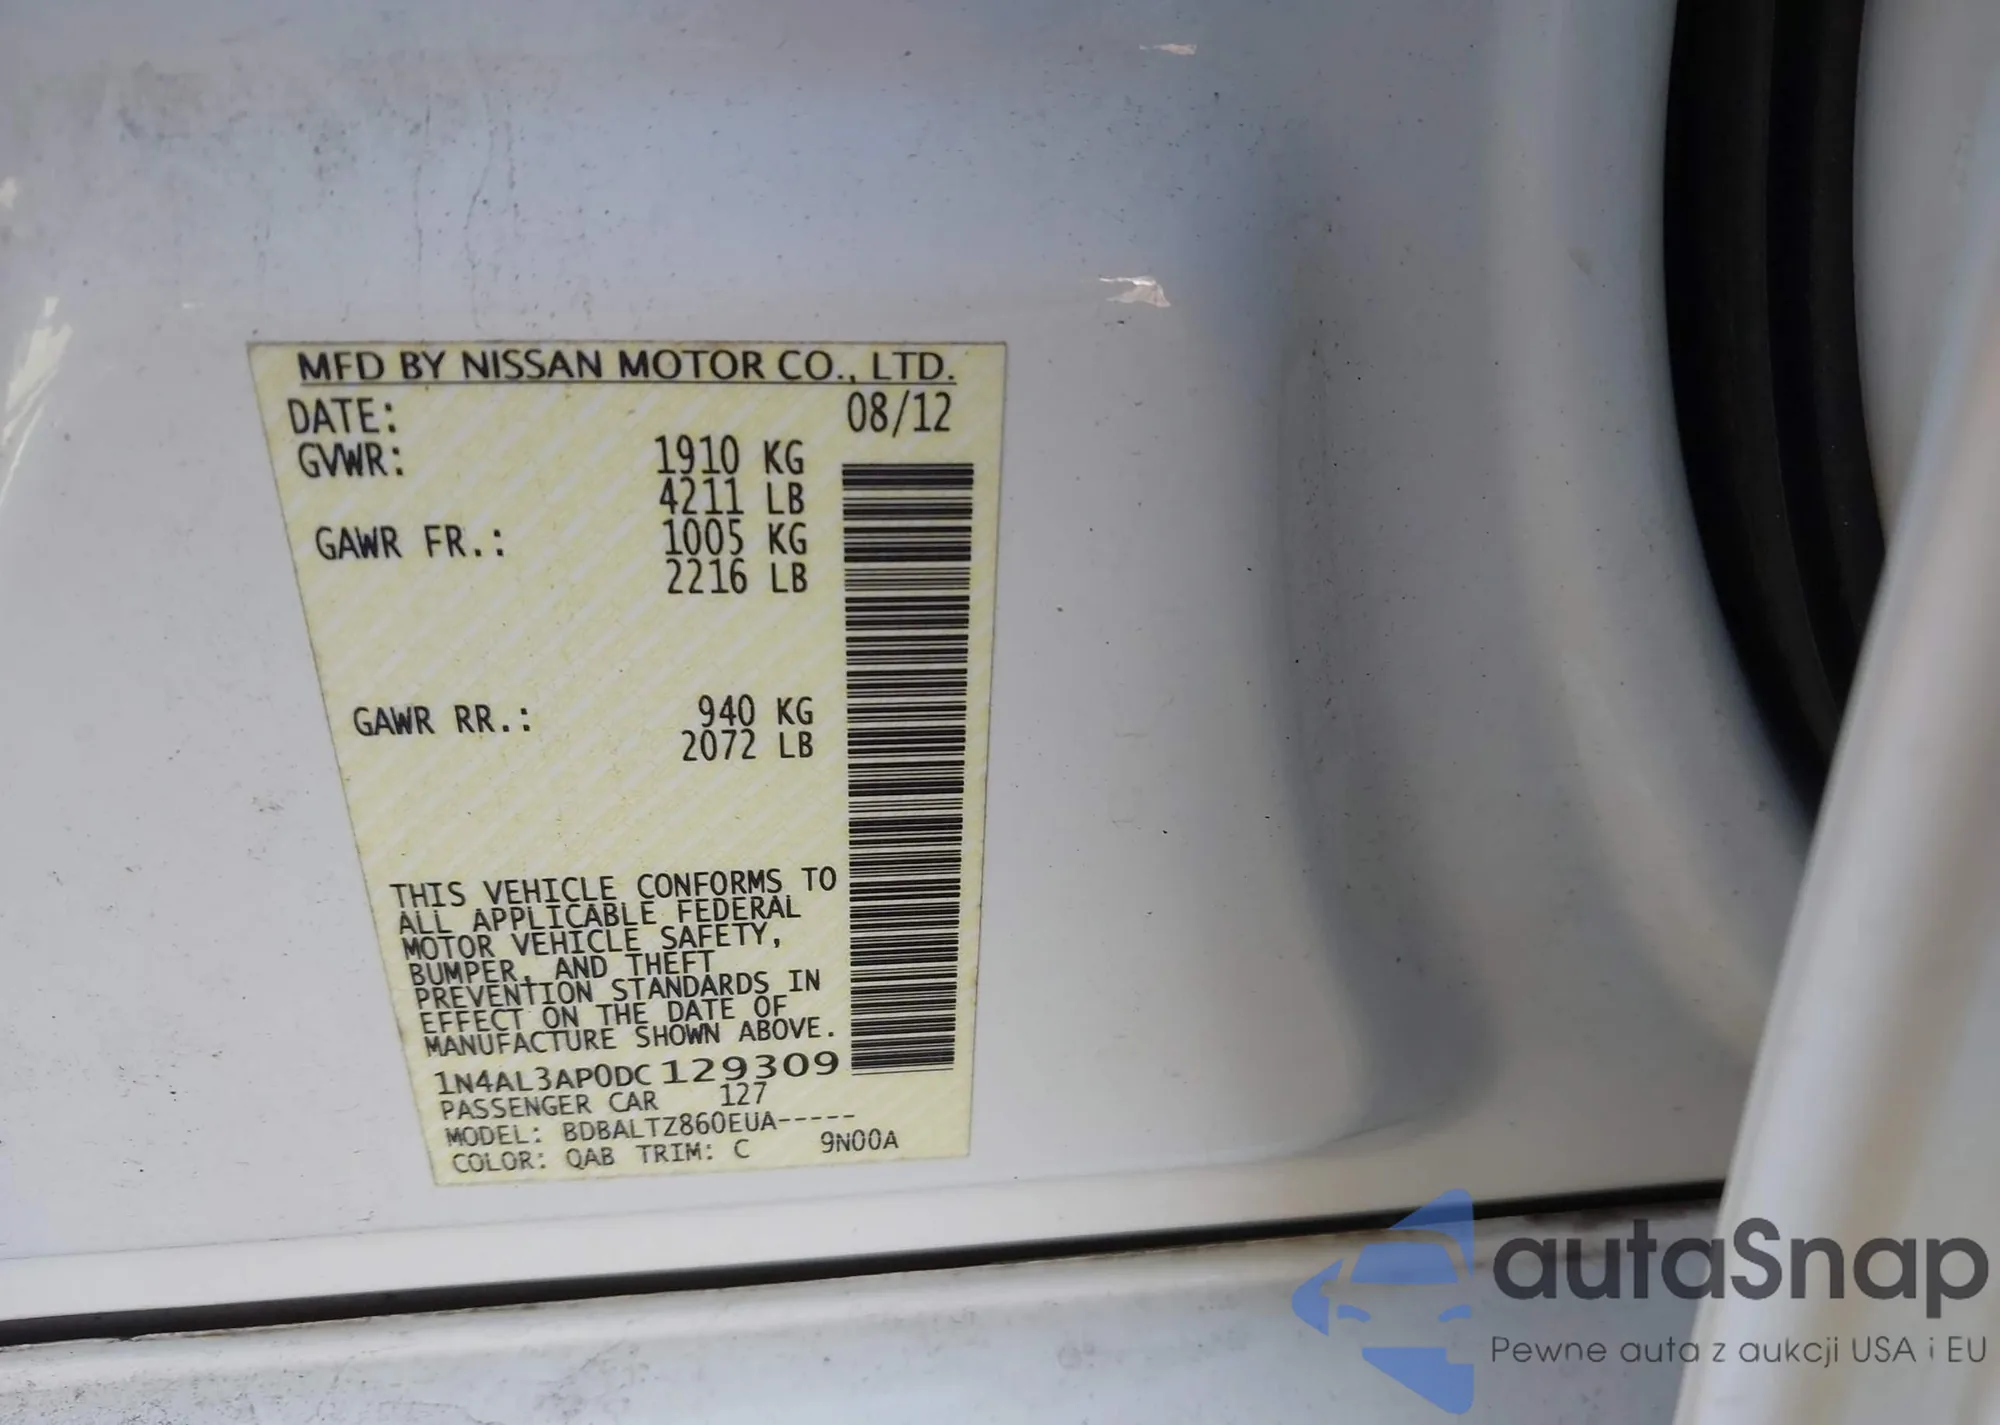 MFD BY NISSAN MOTOR CO., LTD.
DATE: 08/12
GVWR: 1910 KG
4211 LB
GAWR FR.: 1005 KG
2216 LB
GAWR RR.: 940 KG
2072 LB
THIS VEHICLE CONFORMS TO
ALL APPLICABLE FEDERAL
MOTOR VEHICLE SAFETY,
BUMPER, AND THEFT
PREVENTION STANDARDS IN
EFFECT ON THE DATE OF
MANUFACTURE SHOWN ABOVE.
1N4AL3AP0DC129309
PASSENGER CAR 127
MODEL: BDBALTZ860EUA-----
COLOR: QAB TRIM: C 9N00A
autaSnap
Pewne auta z aukcji USA i EU